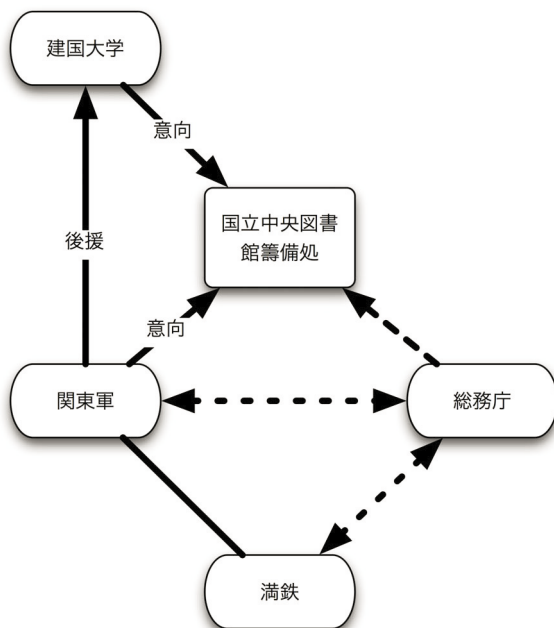 建国大学
意向
国立中央図書
館籌備処
後援
意向
関東軍
総務庁
満鉄